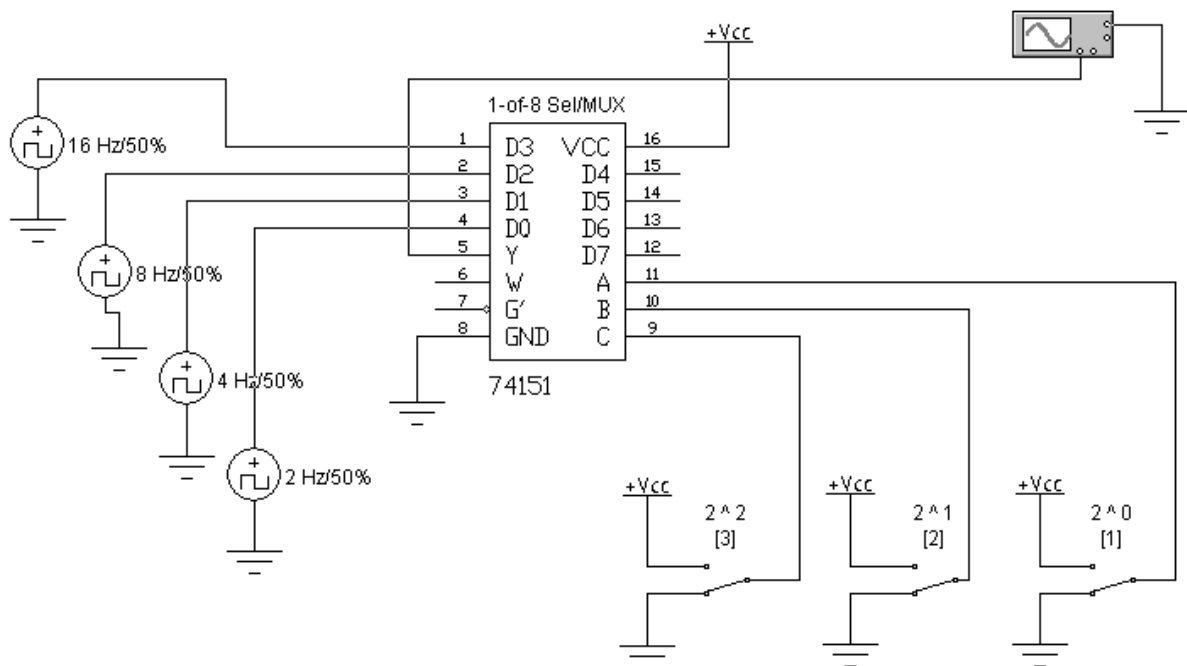 +Vcc
1-of-8 Sel/MUX
16 Hz/50%
1 D3 VCC 16
2 D2 D4 15
3 D1 D5 14
4 D0 D6 13
5 Y D7 12
6 W A 11
7 G' B 10
8 GND C 9
74151
8 Hz/50%
4 Hz/50%
2 Hz/50%
+Vcc
2 ^ 2
[3]
+Vcc
2 ^ 1
[2]
+Vcc
2 ^ 0
[1]